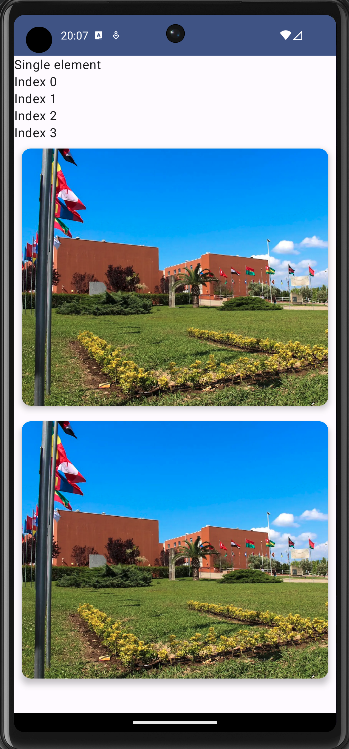 20:07
Single element
Index 0
Index 1
Index 2
Index 3